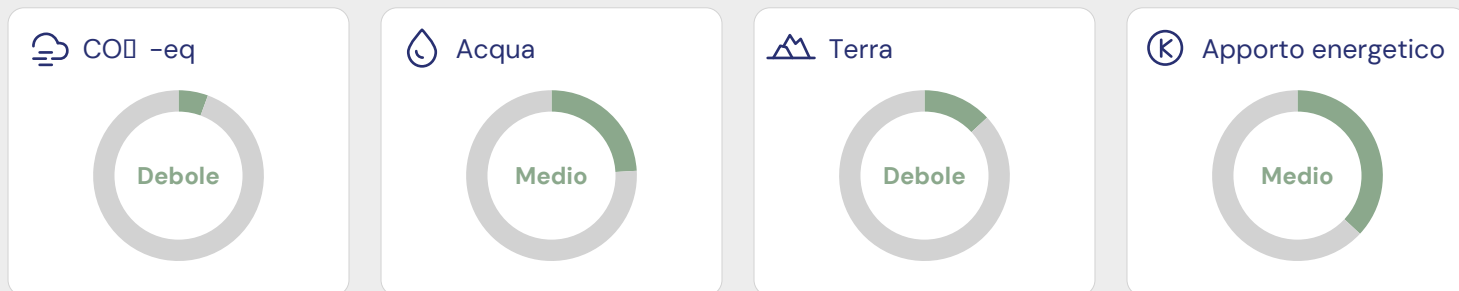 CO▯ -eq
Debole
Acqua
Medio
Terra
Debole
Apporto energetico
Medio